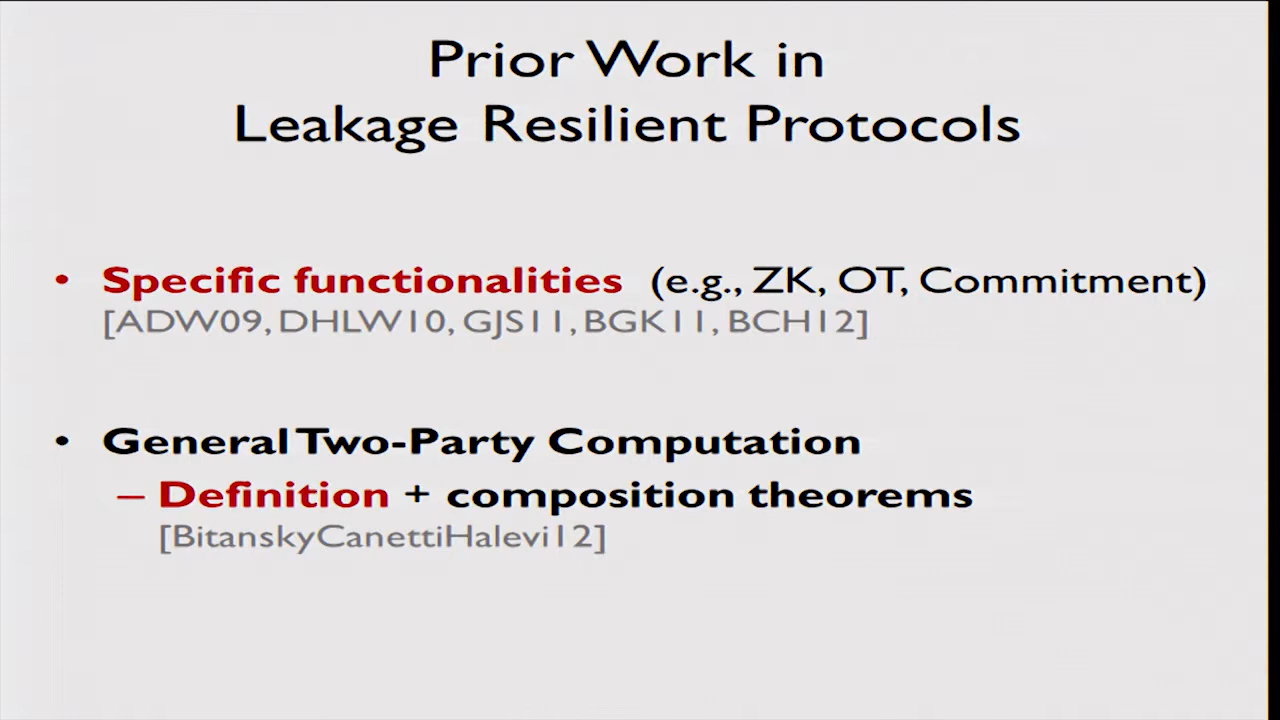 Prior Work in
Leakage Resilient Protocols
• Specific functionalities (e.g., ZK, OT, Commitment)
[ADW09, DHLW10, GJS11, BGK11, BCH12]
• General Two-Party Computation
– Definition + composition theorems
[BitanskyCanettiHalevi12]